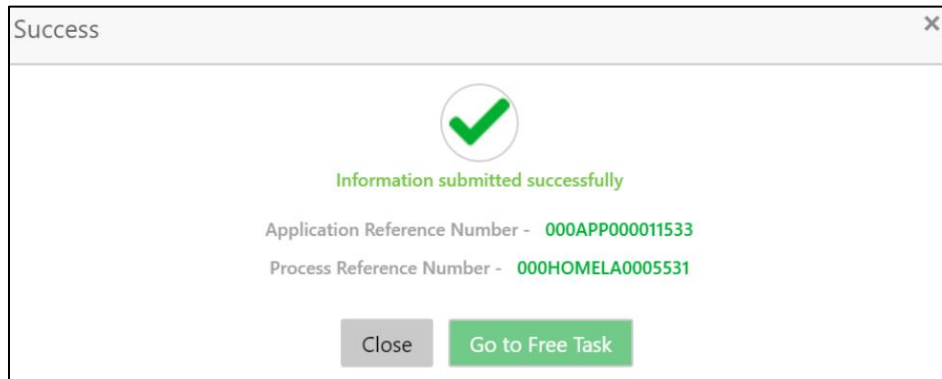 Success ×
Information submitted successfully
Application Reference Number - 000APP000011533
Process Reference Number - 000HOMELA0005531
Close Go to Free Task